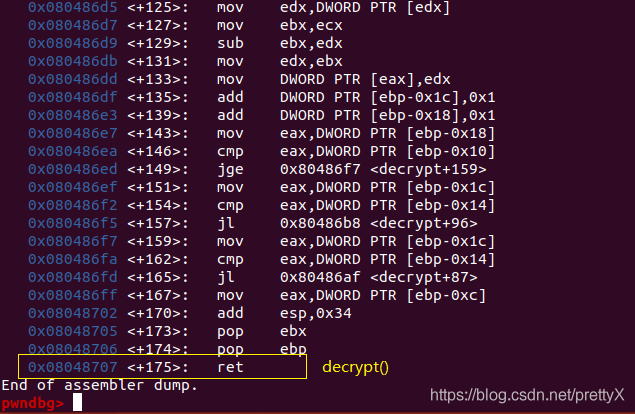 0x080486d5 <+125>: mov edx,DWORD PTR [edx]
0x080486d7 <+127>: mov ebx,ecx
0x080486d9 <+129>: sub ebx,edx
0x080486db <+131>: mov edx,ebx
0x080486dd <+133>: mov DWORD PTR [eax],edx
0x080486df <+135>: add DWORD PTR [ebp-0x1c],0x1
0x080486e3 <+139>: add DWORD PTR [ebp-0x18],0x1
0x080486e7 <+143>: mov eax,DWORD PTR [ebp-0x18]
0x080486ea <+146>: cmp eax,DWORD PTR [ebp-0x10]
0x080486ed <+149>: jge 0x80486f7 <decrypt+159>
0x080486ef <+151>: mov eax,DWORD PTR [ebp-0x1c]
0x080486f2 <+154>: cmp eax,DWORD PTR [ebp-0x14]
0x080486f5 <+157>: jl 0x80486b8 <decrypt+96>
0x080486f7 <+159>: mov eax,DWORD PTR [ebp-0x1c]
0x080486fa <+162>: cmp eax,DWORD PTR [ebp-0x14]
0x080486fd <+165>: jl 0x80486af <decrypt+87>
0x080486ff <+167>: mov eax,DWORD PTR [ebp-0xc]
0x08048702 <+170>: add esp,0x34
0x08048705 <+173>: pop ebx
0x08048706 <+174>: pop ebp
0x08048707 <+175>: ret decrypt()
End of assembler dump.
pwndbg>
https://blog.csdn.net/prettyX